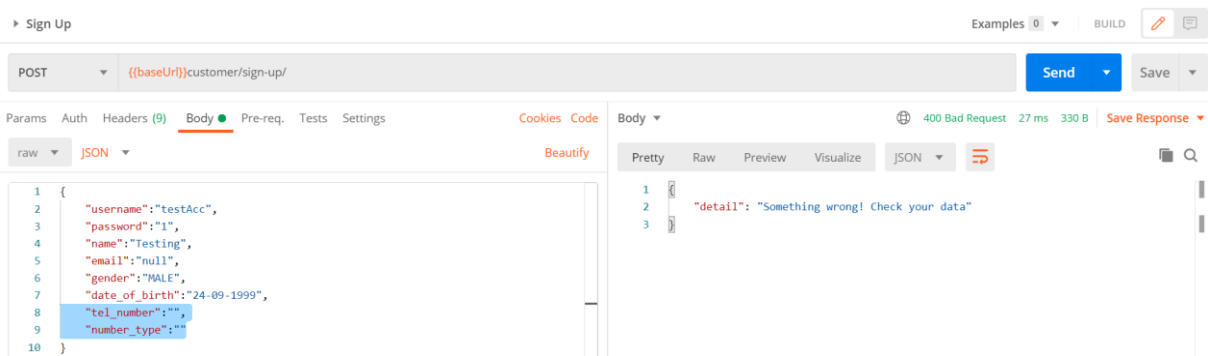 Sign Up
Examples 0
BUILD
POST
{{baseUrl}}customer/sign-up/
Send
Save
Params Auth Headers (9) Body Pre-req. Tests Settings
Cookies Code
raw JSON
Beautify
1 {
2 "username":"testAcc",
3 "password":"1",
4 "name":"Testing",
5 "email":"null",
6 "gender":"MALE",
7 "date_of_birth":"24-09-1999",
8 "tel_number":"",
9 "number_type":""
10 }
Body
400 Bad Request 27 ms 330 B Save Response
Pretty Raw Preview Visualize JSON
1 {
2 "detail": "Something wrong! Check your data"
3 }